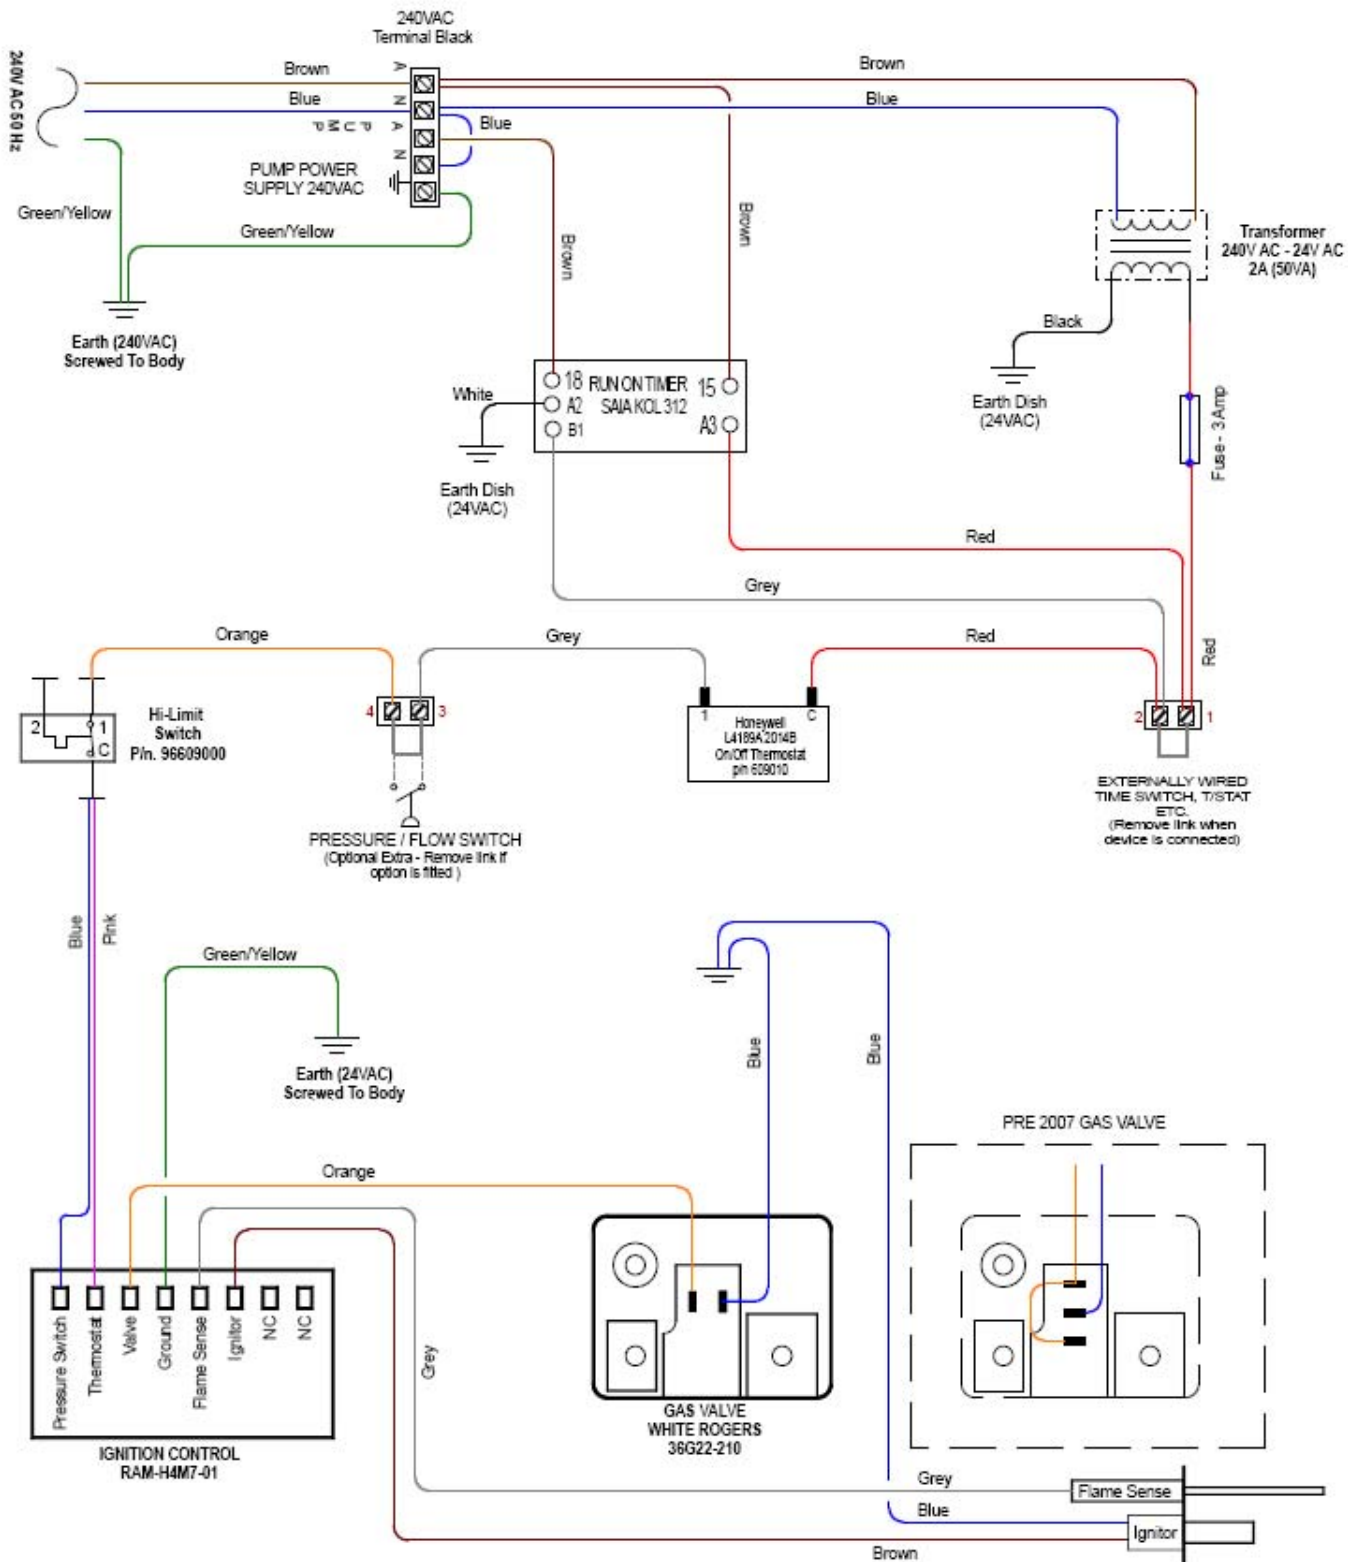 240VAC
Terminal Black
240V AC 50 Hz
Brown
A
Brown
Blue
N
Blue
PUMP
A
Blue
N
PUMP POWER
SUPPLY 240VAC
Green/Yellow
Green/Yellow
Brown
Brown
Transformer
240V AC - 24V AC
2A (50VA)
Earth (240VAC)
Screwed To Body
Black
Earth Dish
(24VAC)
Fuse - 3 Amp
White
18 RUN ON TIMER 15
A2 SAIA KOL 312
B1 A3
Earth Dish
(24VAC)
Red
Grey
Orange
Grey
Red
Red
2 1
C
Hi-Limit
Switch
P/n. 96609000
4 3
1 C
Honeywell
L4189A 2014B
On/Off Thermostat
p/n 609010
2 1
EXTERNALLY WIRED
TIME SWITCH, T/STAT
ETC.
(Remove link when
device is connected)
PRESSURE / FLOW SWITCH
(Optional Extra - Remove link if
option is fitted )
Blue
Pink
Green/Yellow
Earth (24VAC)
Screwed To Body
Blue
Blue
PRE 2007 GAS VALVE
Orange
Pressure Switch
Thermostat
Valve
Ground
Flame Sense
Ignitor
NC
NC
Grey
IGNITION CONTROL
RAM-H4M7-01
GAS VALVE
WHITE ROGERS
36G22-210
Grey
Flame Sense
Blue
Ignitor
Brown